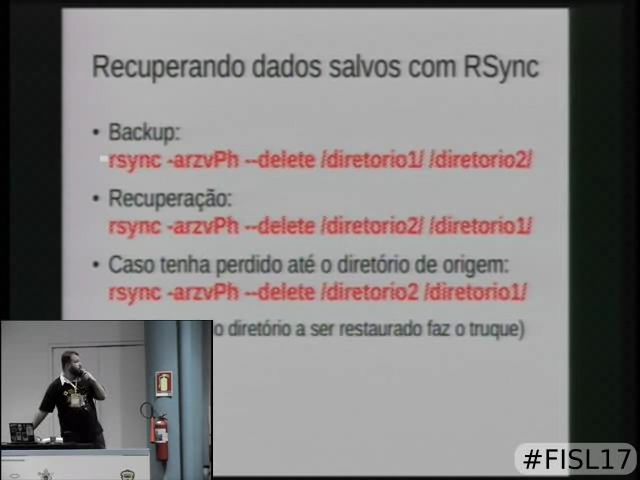 Recuperando dados salvos com RSync
• Backup:
rsync -arzvPh --delete /diretorio1/ /diretorio2/
• Recuperação:
rsync -arzvPh --delete /diretorio2/ /diretorio1/
• Caso tenha perdido até o diretório de origem:
rsync -arzvPh --delete /diretorio2 /diretorio1/
o diretório a ser restaurado faz o truque)
#FISL17